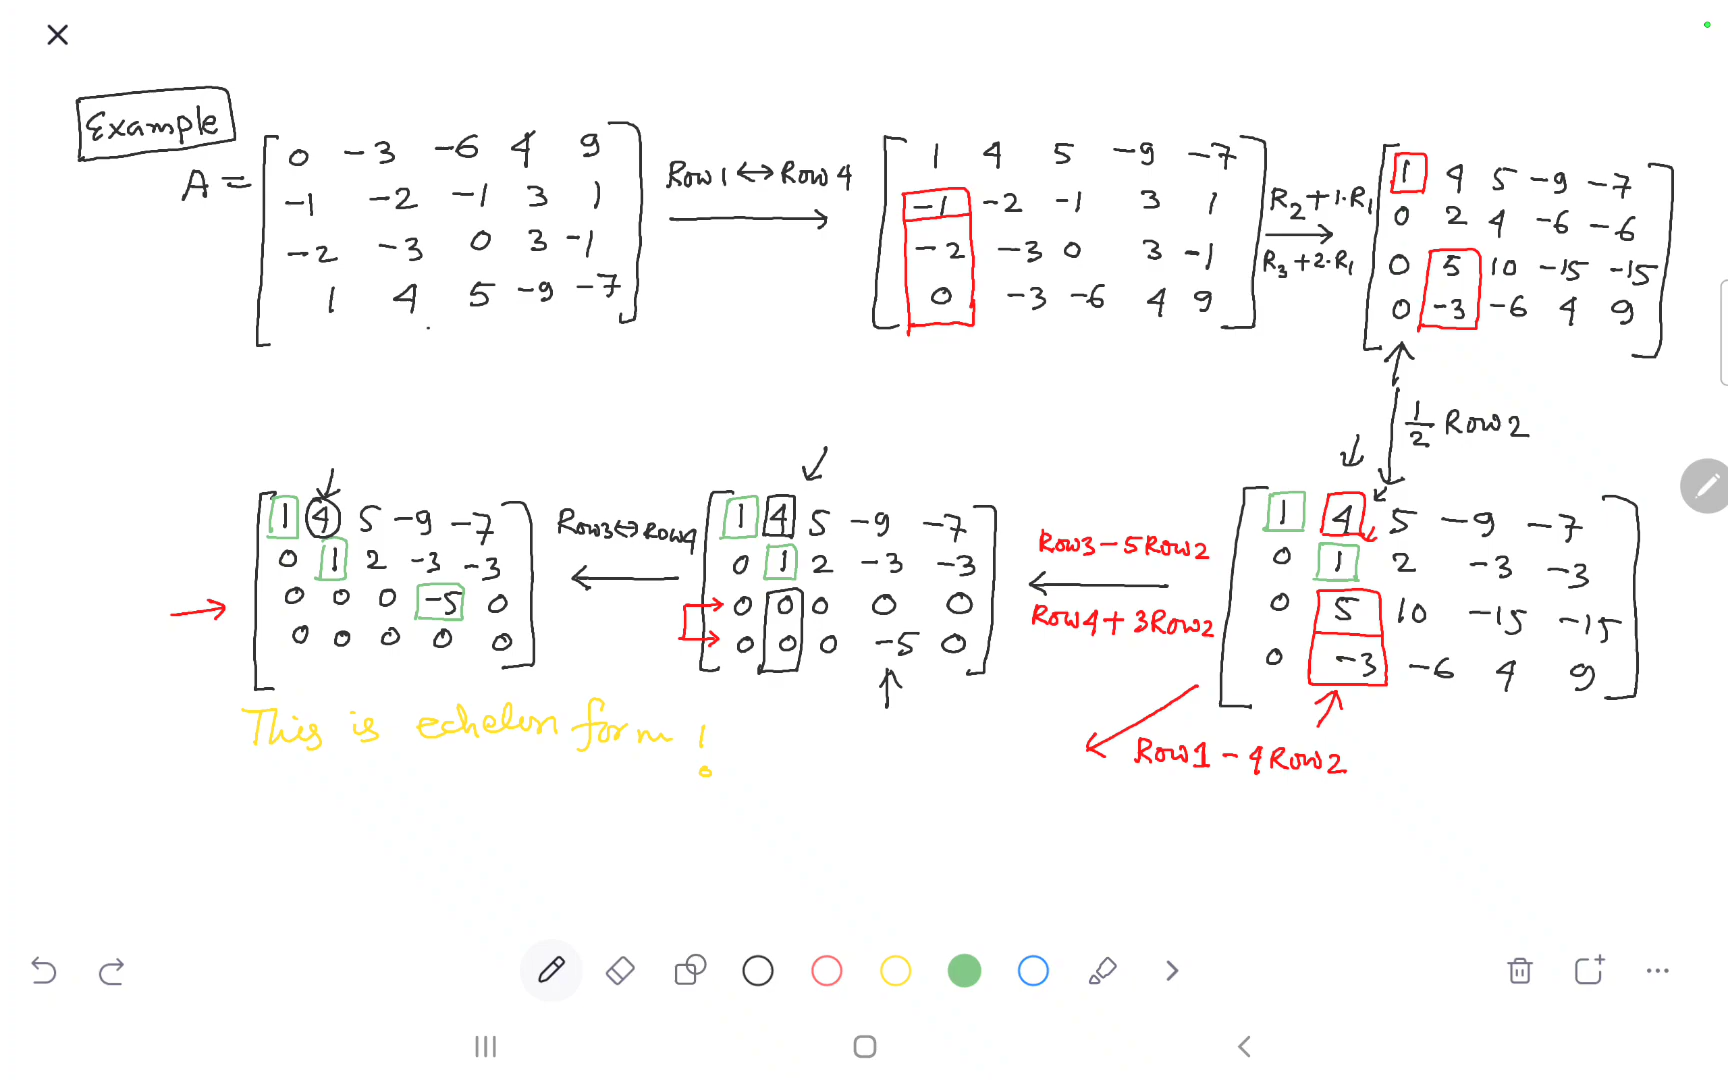 Example
A = [ 0 -3 -6 4 9
-1 -2 -1 3 1
-2 -3 0 3 -1
1 4 5 -9 -7 ]
Row1 ↔ Row4
[ 1 4 5 -9 -7
-1 -2 -1 3 1
-2 -3 0 3 -1
0 -3 -6 4 9 ]
R₂+1·R₁
R₃+2·R₁
[ 1 4 5 -9 -7
0 2 4 -6 -6
0 5 10 -15 -15
0 -3 -6 4 9 ]
1/2 Row2
[ 1 4 5 -9 -7
0 1 2 -3 -3
0 5 10 -15 -15
0 -3 -6 4 9 ]
Row1 - 4Row2
Row3 - 5Row2
Row4 + 3Row2
[ 1 4 5 -9 -7
0 1 2 -3 -3
0 0 0 0 0
0 0 0 -5 0 ]
Row3 ↔ Row4
[ 1 4 5 -9 -7
0 1 2 -3 -3
0 0 0 -5 0
0 0 0 0 0 ]
This is echelon form !